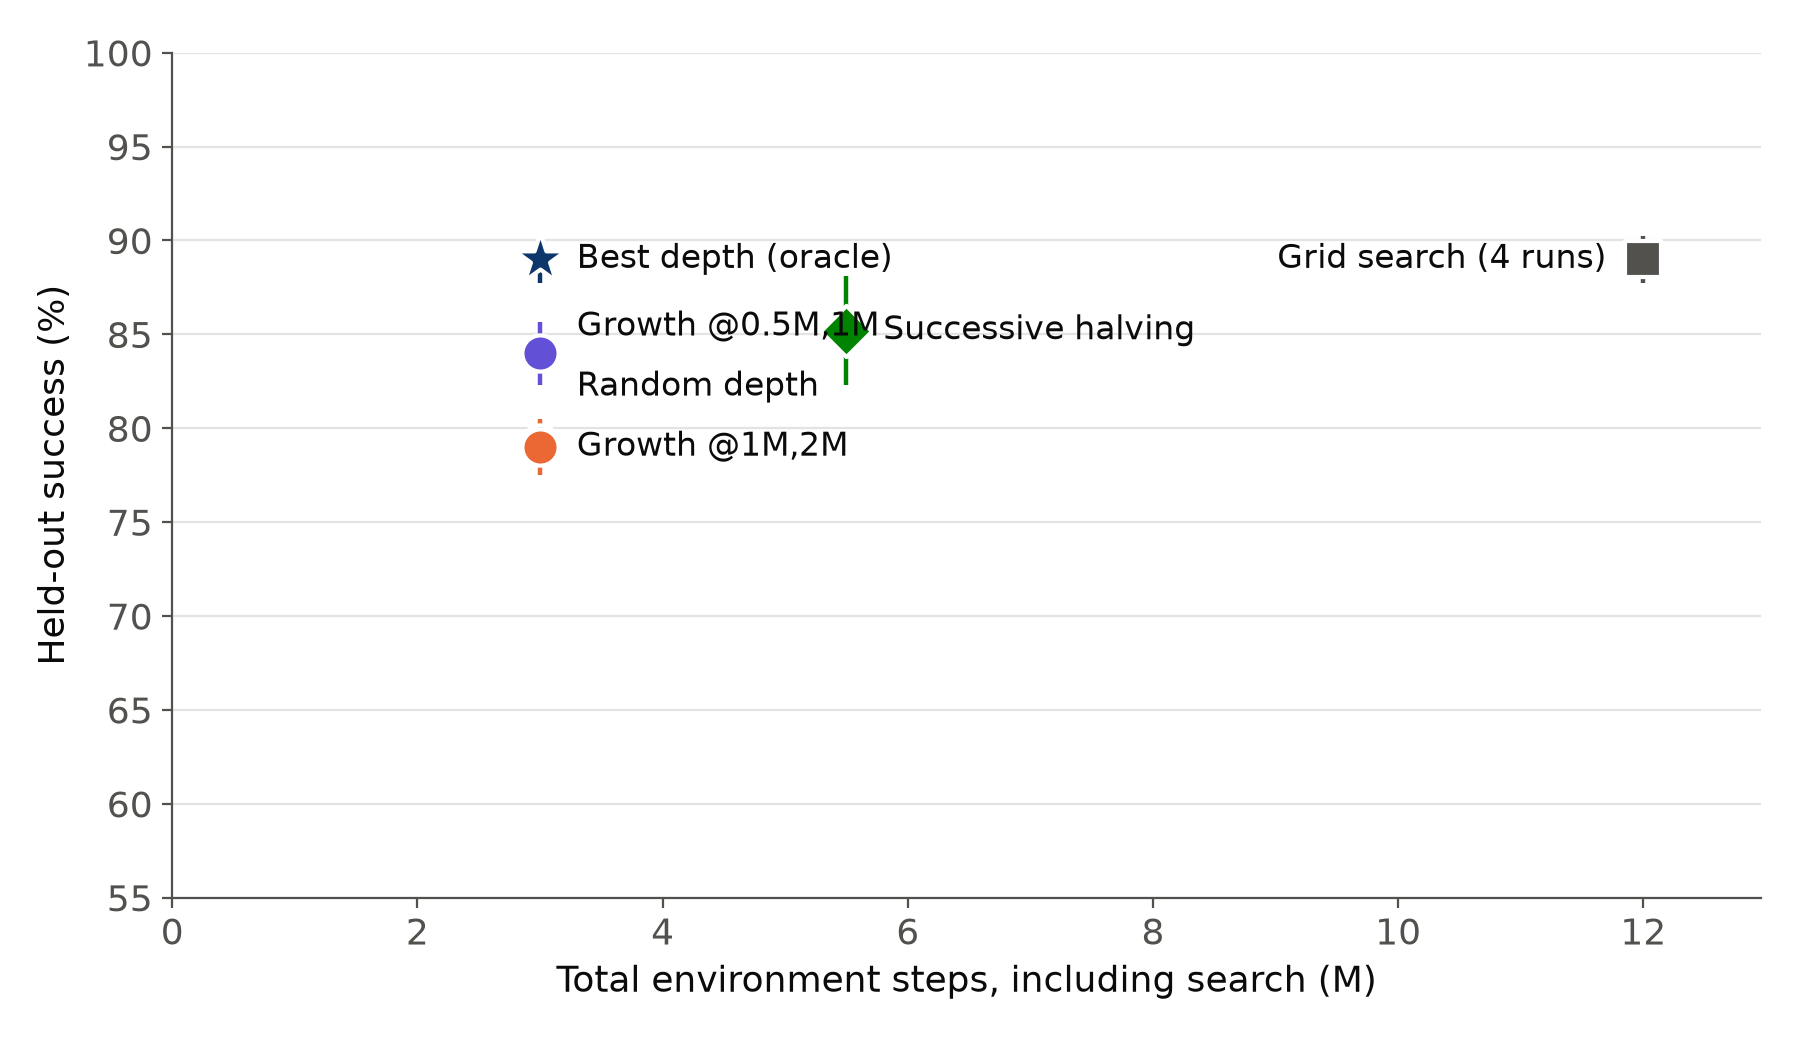 100
95
90
85
80
75
70
65
60
55
Held-out success (%)
Best depth (oracle)
Grid search (4 runs)
Growth @0.5M,1M
Successive halving
Random depth
Growth @1M,2M
0 2 4 6 8 10 12
Total environment steps, including search (M)